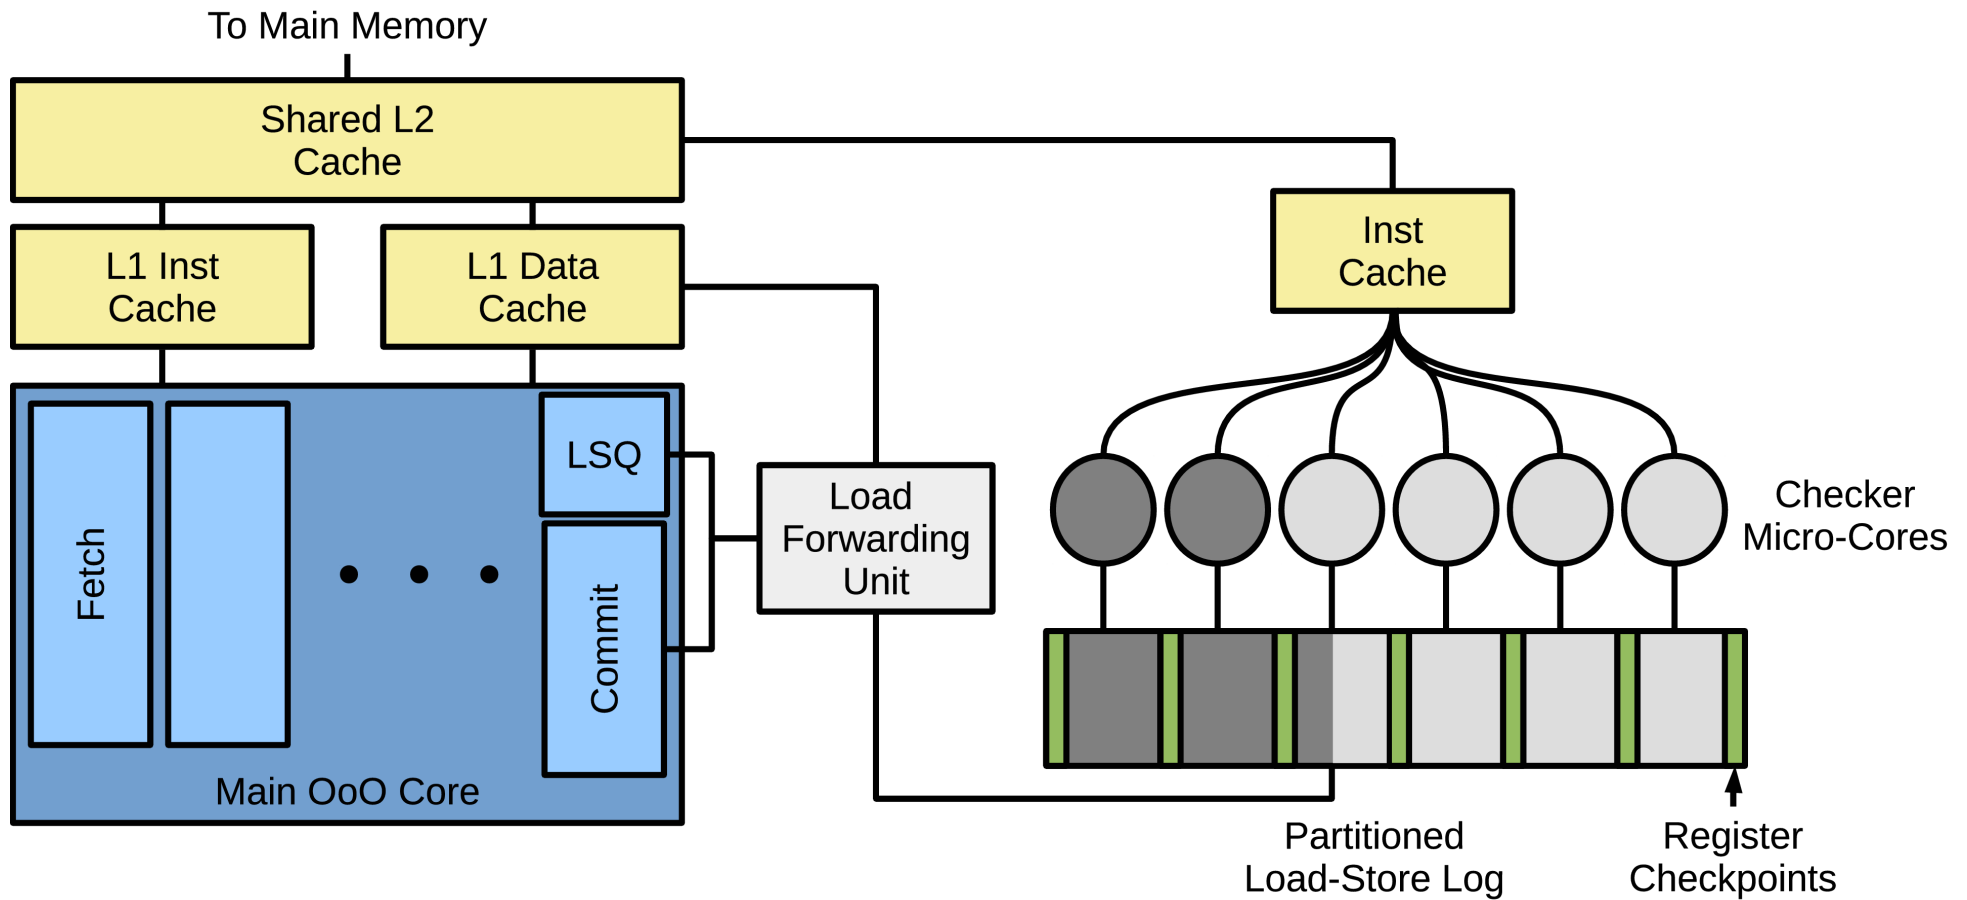 To Main Memory
Shared L2
Cache
L1 Inst
Cache
L1 Data
Cache
Inst
Cache
Fetch
LSQ
Commit
Main OoO Core
Load
Forwarding
Unit
Checker
Micro-Cores
Partitioned
Load-Store Log
Register
Checkpoints